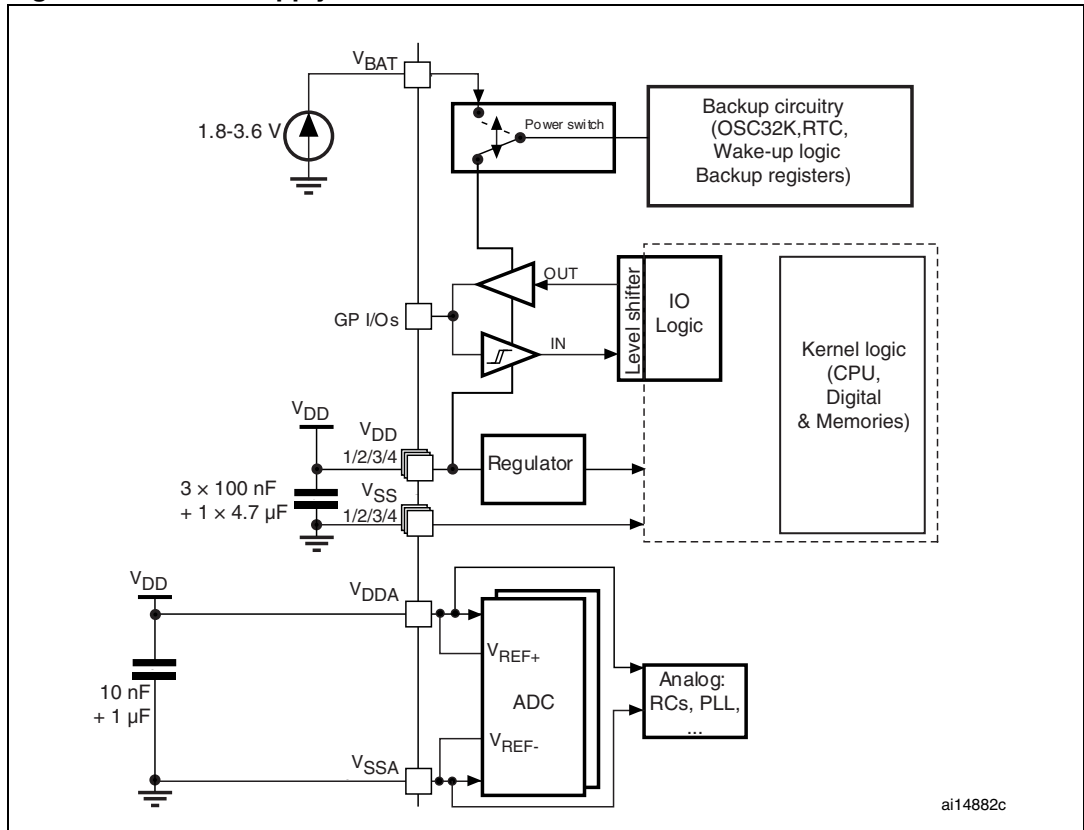 VBAT
1.8-3.6 V
Power switch
Backup circuitry
(OSC32K,RTC,
Wake-up logic
Backup registers)
GP I/Os
OUT
IN
Level shifter
IO
Logic
Kernel logic
(CPU,
Digital
& Memories)
VDD
VDD
1/2/3/4
Regulator
3 × 100 nF
+ 1 × 4.7 µF
VSS
1/2/3/4
VDD
VDDA
10 nF
+ 1 µF
VREF+
ADC
VREF-
Analog:
RCs, PLL,
...
VSSA
ai14882c